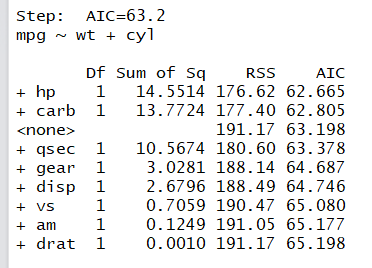 Step:  AIC=63.2
mpg ~ wt + cyl

       Df Sum of Sq    RSS    AIC
+ hp    1   14.5514 176.62 62.665
+ carb  1   13.7724 177.40 62.805
<none>              191.17 63.198
+ qsec  1   10.5674 180.60 63.378
+ gear  1    3.0281 188.14 64.687
+ disp  1    2.6796 188.49 64.746
+ vs    1    0.7059 190.47 65.080
+ am    1    0.1249 191.05 65.177
+ drat  1    0.0010 191.17 65.198